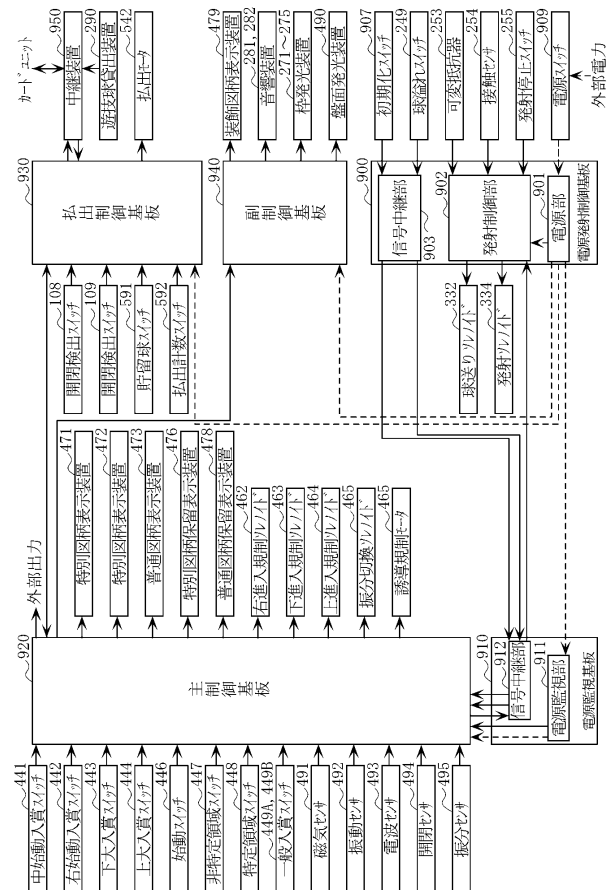 441
中始動入賞スイッチ
442
右始動入賞スイッチ
443
下大入賞スイッチ
444
上大入賞スイッチ
446
始動スイッチ
447
非特定領域スイッチ
448
特定領域スイッチ
449A, 449B
一般入賞スイッチ
491
磁気センサ
492
振動センサ
493
電波センサ
494
開閉センサ
495
振分センサ
920
主制御基板
外部出力
910
912
信号中継部
911
電源監視部
電源監視基板
471
特別図柄表示装置
472
特別図柄表示装置
473
普通図柄表示装置
476
特別図柄保留表示装置
478
普通図柄保留表示装置
462
右進入規制ソレノイド
463
下進入規制ソレノイド
464
上進入規制ソレノイド
465
振分切換ソレノイド
465
誘導規制モータ
108
開閉検出スイッチ
109
開閉検出スイッチ
591
貯留球スイッチ
592
払出計数スイッチ
332
球送りソレノイド
334
発射ソレノイド
930
払出制御基板
940
副制御基板
900
信号中継部
903
902
発射制御部
901
電源部
電源発射制御基板
カードユニット
950
中継装置
290
遊技球貸出装置
542
払出モータ
479
装飾図柄表示装置
281, 282
音響装置
271〜275
枠発光装置
490
盤面発光装置
907
初期化スイッチ
249
球溢れスイッチ
253
可変抵抗器
254
接触センサ
255
発射停止スイッチ
909
電源スイッチ
外部電力